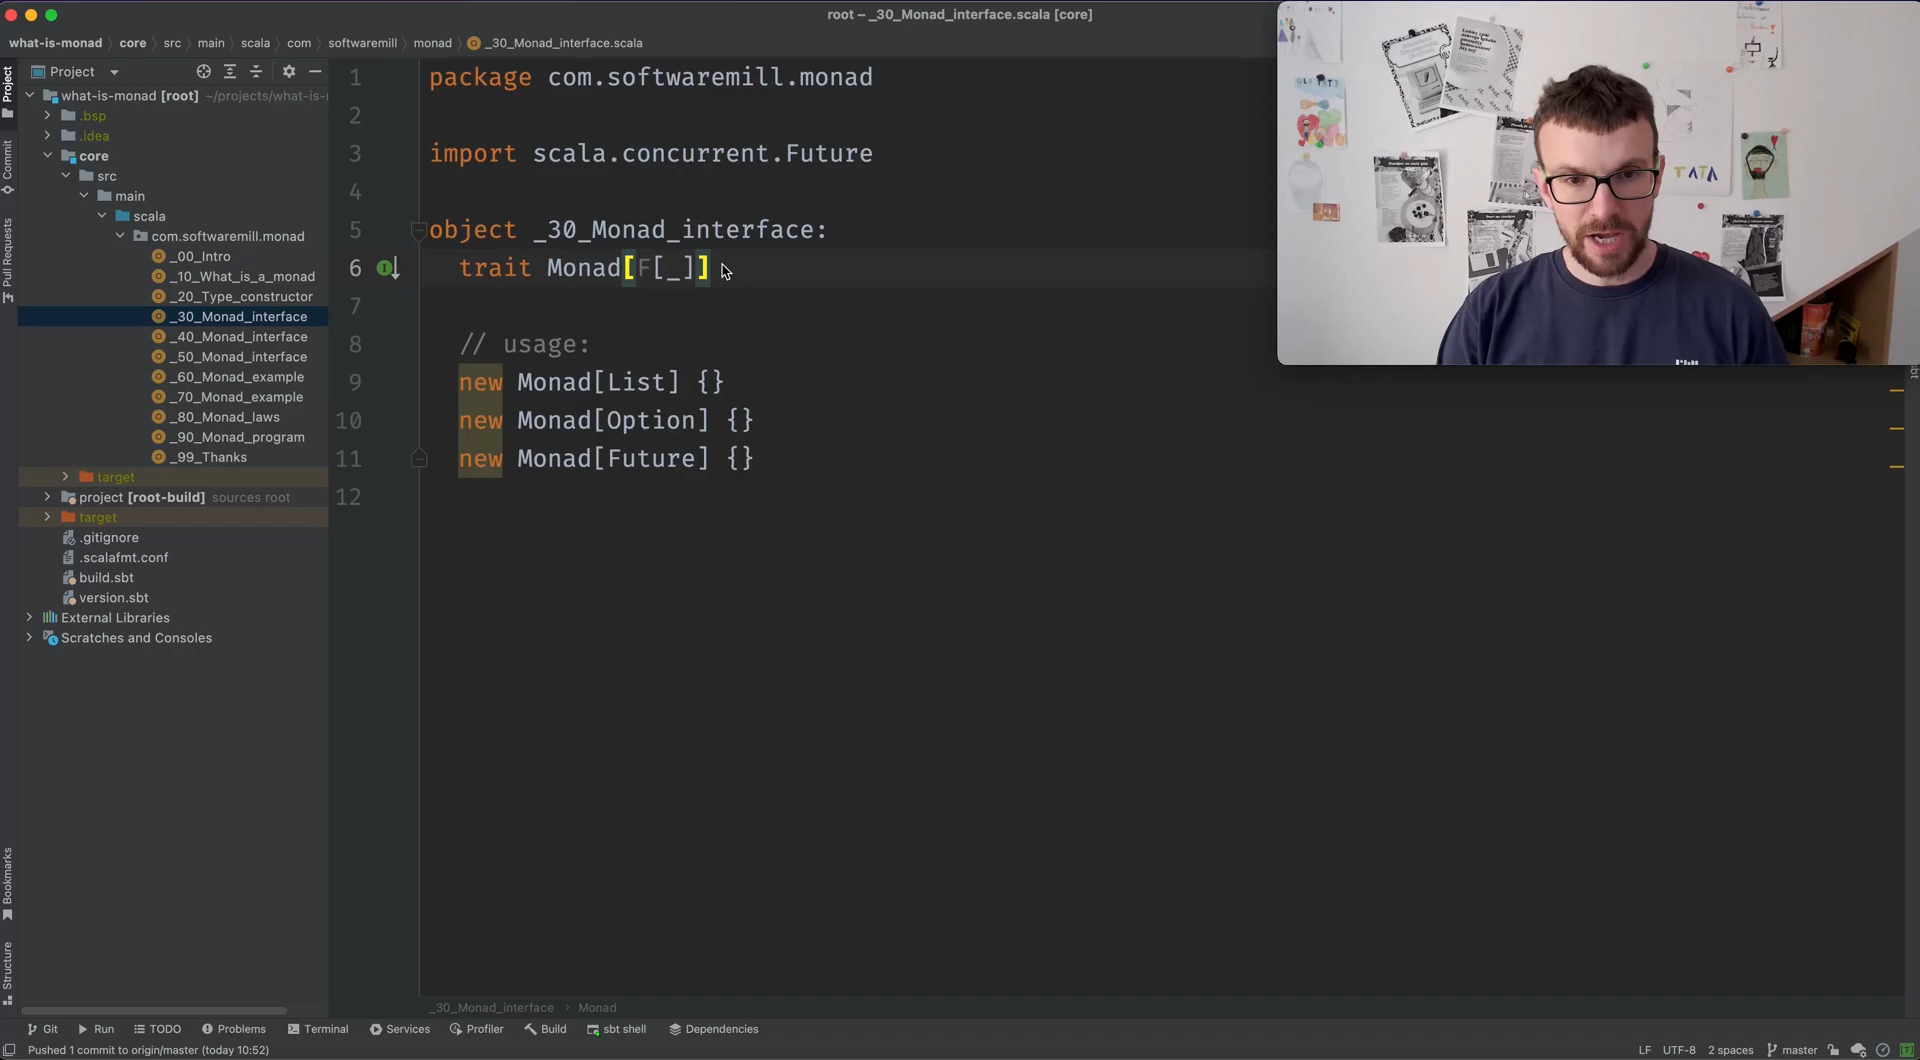 root – _30_Monad_interface.scala [core]
what-is-monad › core › src › main › scala › com › softwaremill › monad › _30_Monad_interface.scala
Project
Commit
Pull Requests
Bookmarks
Structure
Project
what-is-monad [root] ~/projects/what-is-
.bsp
.idea
core
src
main
scala
com.softwaremill.monad
_00_Intro
_10_What_is_a_monad
_20_Type_constructor
_30_Monad_interface
_40_Monad_interface
_50_Monad_interface
_60_Monad_example
_70_Monad_example
_80_Monad_laws
_90_Monad_program
_99_Thanks
target
project [root-build] sources root
target
.gitignore
.scalafmt.conf
build.sbt
version.sbt
External Libraries
Scratches and Consoles
1 package com.softwaremill.monad
2
3 import scala.concurrent.Future
4
5 object _30_Monad_interface:
6 trait Monad[F[_]]
7
8 // usage:
9 new Monad[List] {}
10 new Monad[Option] {}
11 new Monad[Future] {}
12
TATA
sbt
_30_Monad_interface › Monad
Git Run TODO Problems Terminal Services Profiler Build sbt shell Dependencies
Pushed 1 commit to origin/master (today 10:52) LF UTF-8 2 spaces master